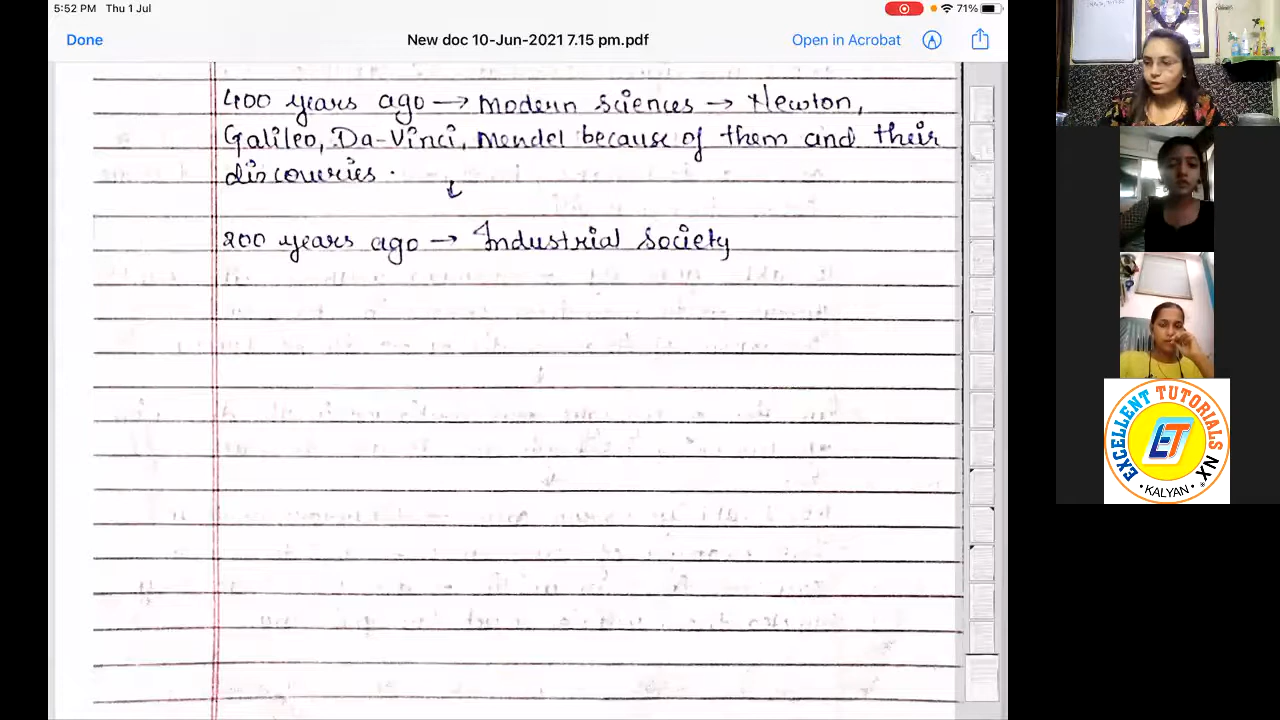 5:52 PM Thu 1 Jul
71%
Done
New doc 10-Jun-2021 7.15 pm.pdf
Open in Acrobat
400 years ago → Modern sciences → Newton,
Galileo, Da-Vinci, Mendel because of them and their
discoveries.
200 years ago → Industrial society
EXCELLENT TUTORIALS NX
ET
KALYAN